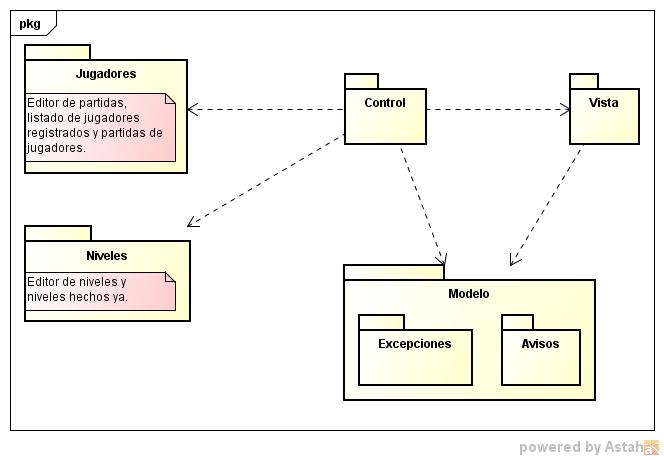 pkg
Jugadores
Editor de partidas,
listado de jugadores
registrados y partidas de
jugadores.
Control
Vista
Niveles
Editor de niveles y
niveles hechos ya.
Modelo
Excepciones
Avisos
powered by Astah